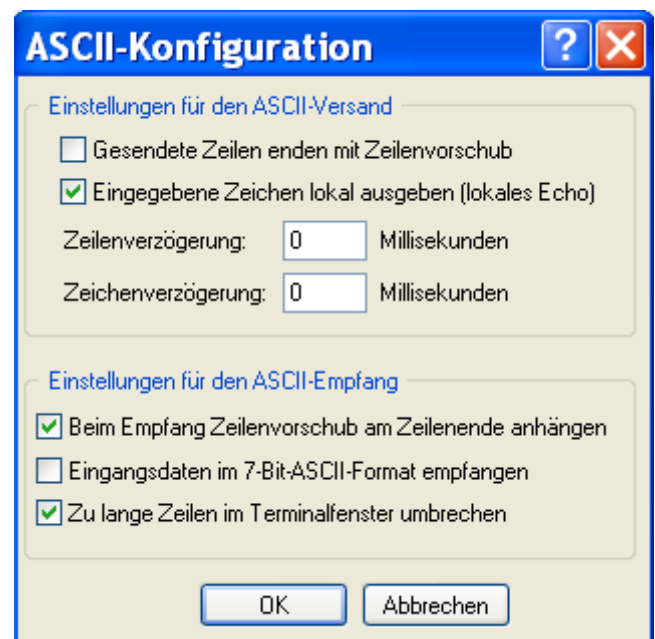 ASCII-Konfiguration
Einstellungen für den ASCII-Versand
Gesendete Zeilen enden mit Zeilenvorschub
Eingegebene Zeichen lokal ausgeben (lokales Echo)
Zeilenverzögerung: 0 Millisekunden
Zeichenverzögerung: 0 Millisekunden
Einstellungen für den ASCII-Empfang
Beim Empfang Zeilenvorschub am Zeilenende anhängen
Eingangsdaten im 7-Bit-ASCII-Format empfangen
Zu lange Zeilen im Terminalfenster umbrechen
OK Abbrechen